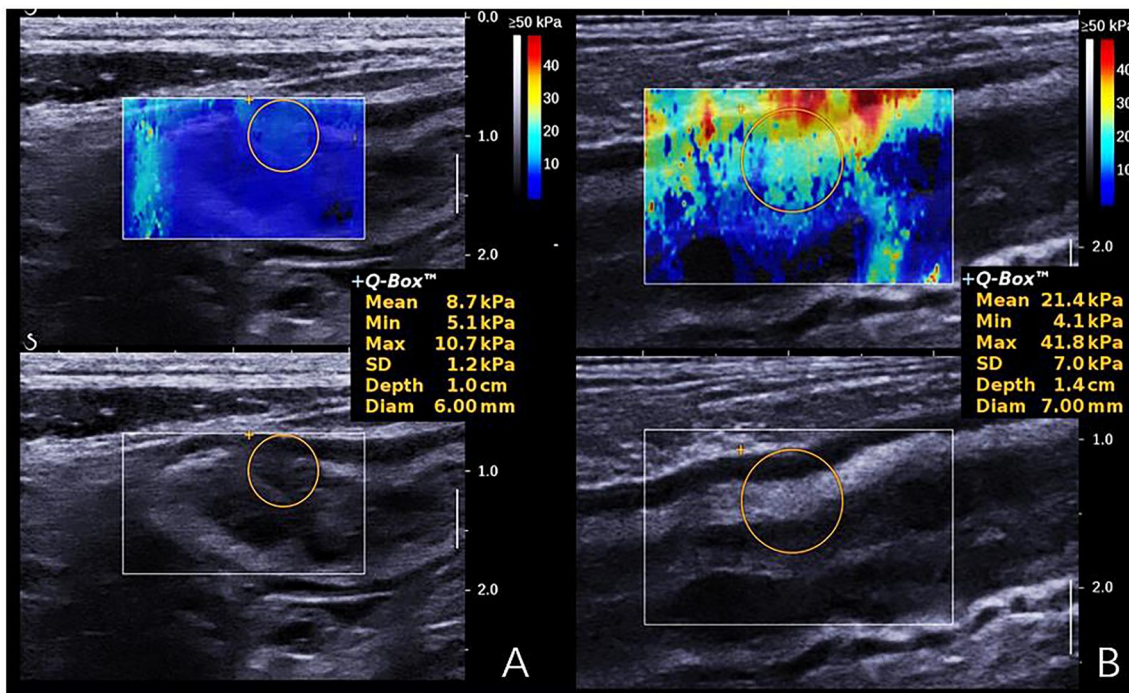 ≥50 kPa
40
30
20
10
0.0
1.0
2.0
+Q-Box™
Mean 8.7 kPa
Min 5.1 kPa
Max 10.7 kPa
SD 1.2 kPa
Depth 1.0 cm
Diam 6.00 mm
1.0
2.0
A
≥50 kPa
40
30
20
10
0
2.0
+Q-Box™
Mean 21.4 kPa
Min 4.1 kPa
Max 41.8 kPa
SD 7.0 kPa
Depth 1.4 cm
Diam 7.00 mm
1.0
2.0
B